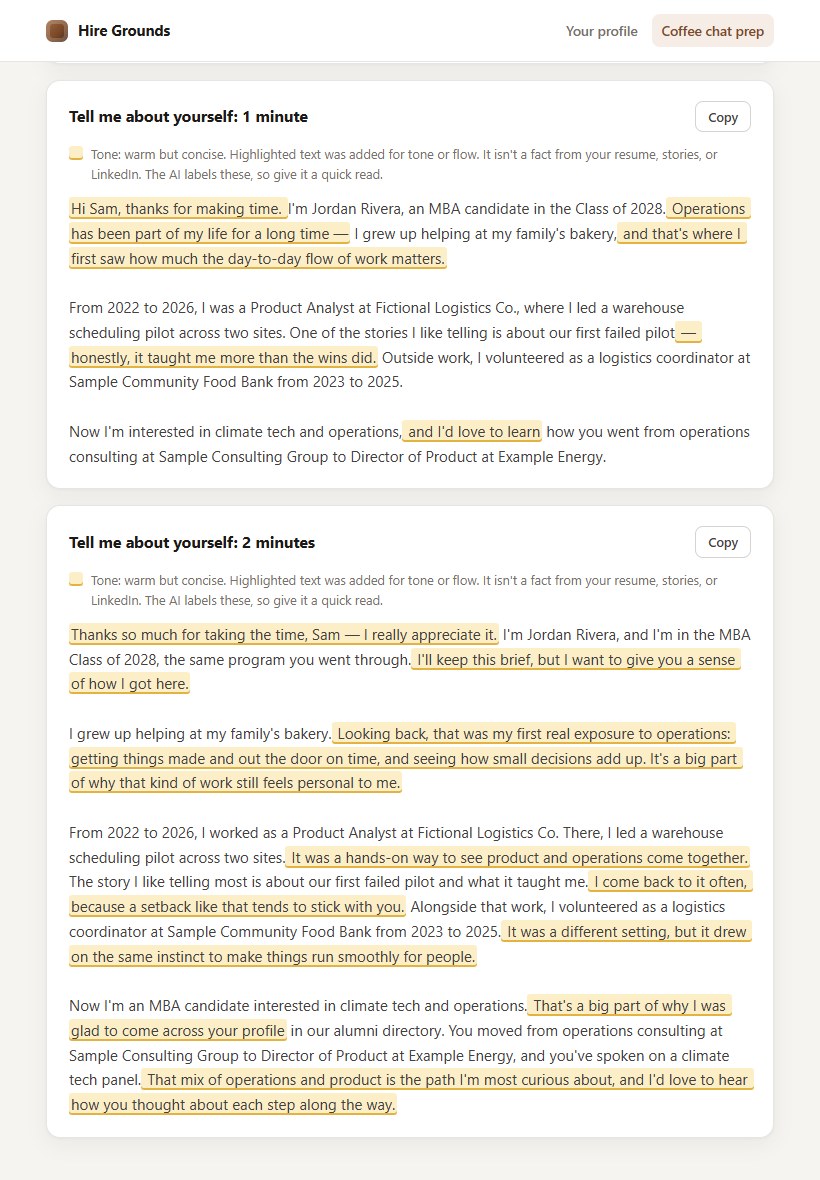 Hire Grounds
Your profile
Coffee chat prep
Tell me about yourself: 1 minute
Copy
Tone: warm but concise. Highlighted text was added for tone or flow. It isn't a fact from your resume, stories, or
LinkedIn. The AI labels these, so give it a quick read.
Hi Sam, thanks for making time. I'm Jordan Rivera, an MBA candidate in the Class of 2028. Operations
has been part of my life for a long time — I grew up helping at my family's bakery, and that's where I
first saw how much the day-to-day flow of work matters.
From 2022 to 2026, I was a Product Analyst at Fictional Logistics Co., where I led a warehouse
scheduling pilot across two sites. One of the stories I like telling is about our first failed pilot —
honestly, it taught me more than the wins did. Outside work, I volunteered as a logistics coordinator at
Sample Community Food Bank from 2023 to 2025.
Now I'm interested in climate tech and operations, and I'd love to learn how you went from operations
consulting at Sample Consulting Group to Director of Product at Example Energy.
Tell me about yourself: 2 minutes
Copy
Tone: warm but concise. Highlighted text was added for tone or flow. It isn't a fact from your resume, stories, or
LinkedIn. The AI labels these, so give it a quick read.
Thanks so much for taking the time, Sam — I really appreciate it. I'm Jordan Rivera, and I'm in the MBA
Class of 2028, the same program you went through. I'll keep this brief, but I want to give you a sense
of how I got here.
I grew up helping at my family's bakery. Looking back, that was my first real exposure to operations:
getting things made and out the door on time, and seeing how small decisions add up. It's a big part
of why that kind of work still feels personal to me.
From 2022 to 2026, I worked as a Product Analyst at Fictional Logistics Co. There, I led a warehouse
scheduling pilot across two sites. It was a hands-on way to see product and operations come together.
The story I like telling most is about our first failed pilot and what it taught me. I come back to it often,
because a setback like that tends to stick with you. Alongside that work, I volunteered as a logistics
coordinator at Sample Community Food Bank from 2023 to 2025. It was a different setting, but it drew
on the same instinct to make things run smoothly for people.
Now I'm an MBA candidate interested in climate tech and operations. That's a big part of why I was
glad to come across your profile in our alumni directory. You moved from operations consulting at
Sample Consulting Group to Director of Product at Example Energy, and you've spoken on a climate
tech panel. That mix of operations and product is the path I'm most curious about, and I'd love to hear
how you thought about each step along the way.